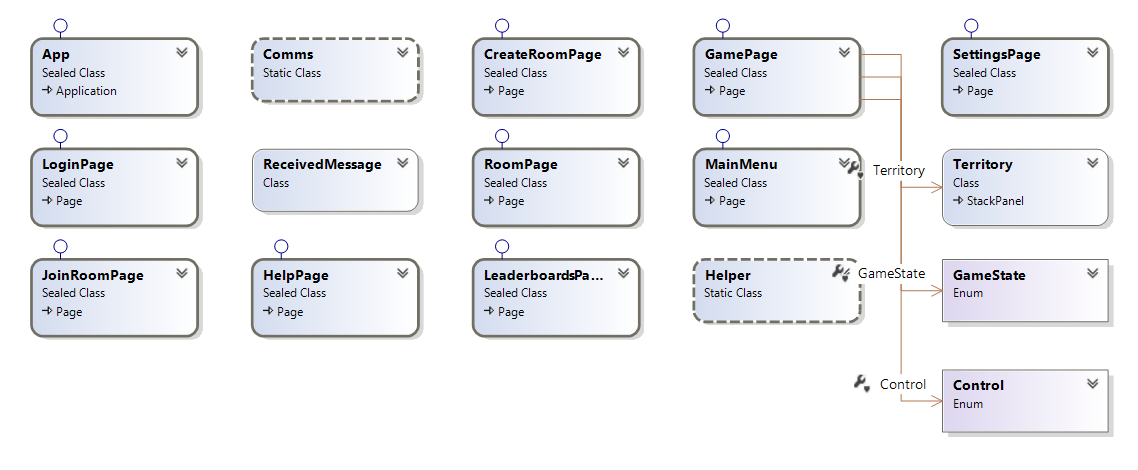 App
Sealed Class
Application
Comms
Static Class
CreateRoomPage
Sealed Class
Page
GamePage
Sealed Class
Page
SettingsPage
Sealed Class
Page
LoginPage
Sealed Class
Page
ReceivedMessage
Class
RoomPage
Sealed Class
Page
MainMenu
Sealed Class
Page
Territory
Territory
Class
StackPanel
JoinRoomPage
Sealed Class
Page
HelpPage
Sealed Class
Page
LeaderboardsPa...
Sealed Class
Page
Helper
Static Class
GameState
GameState
Enum
Control
Control
Enum